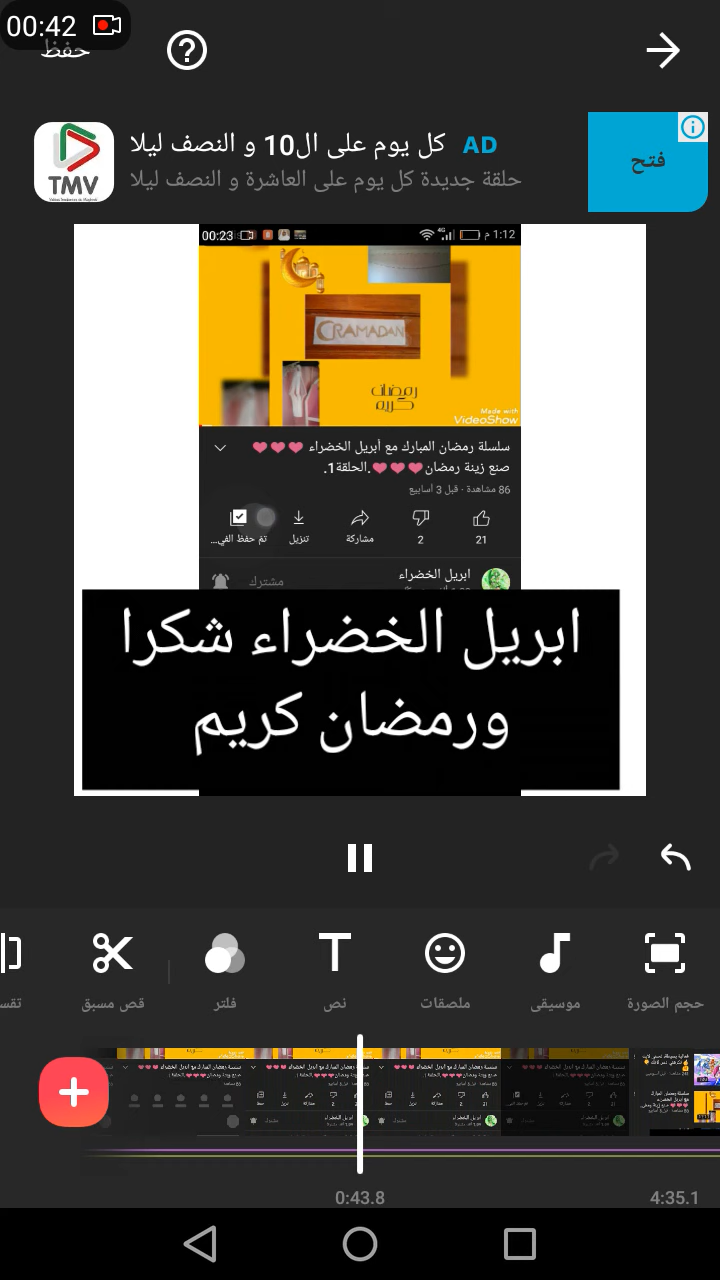 00:42
حفظ
كل يوم على ال10 و النصف ليلا AD
حلقة جديدة كل يوم على العاشرة و النصف ليلا
فتح
TMV
00:23
4G
1:12 م
RAMADAN
رمضان
كريم
Made with
VideoShow
سلسلة رمضان المبارك مع أبريل الخضراء ❤❤❤
صنع زينة رمضان❤❤❤.الحلقة1.
86 مشاهدة · قبل 3 أسابيع
21
2
مشاركة
تنزيل
تمّ حفظ الفي...
ابريل الخضراء
مشترك
ابريل الخضراء شكرا
ورمضان كريم
حجم الصورة
موسيقى
ملصقات
نص
فلتر
قص مسبق
تقس
0:43.8
4:35.1